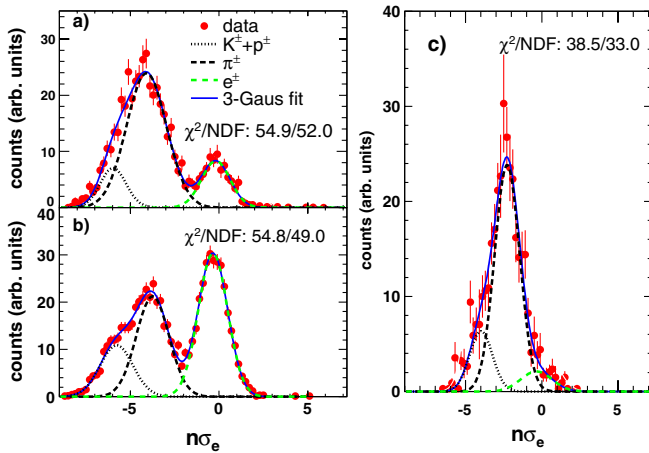 a)
data
K±+p±
π±
e±
3-Gaus fit
χ²/NDF: 54.9/52.0
counts (arb. units)
30
20
10
0
b)
χ²/NDF: 54.8/49.0
counts (arb. units)
40
30
20
10
0
-5
0
5
nσe
c)
χ²/NDF: 38.5/33.0
counts (arb. units)
40
30
20
10
0
-5
0
5
nσe